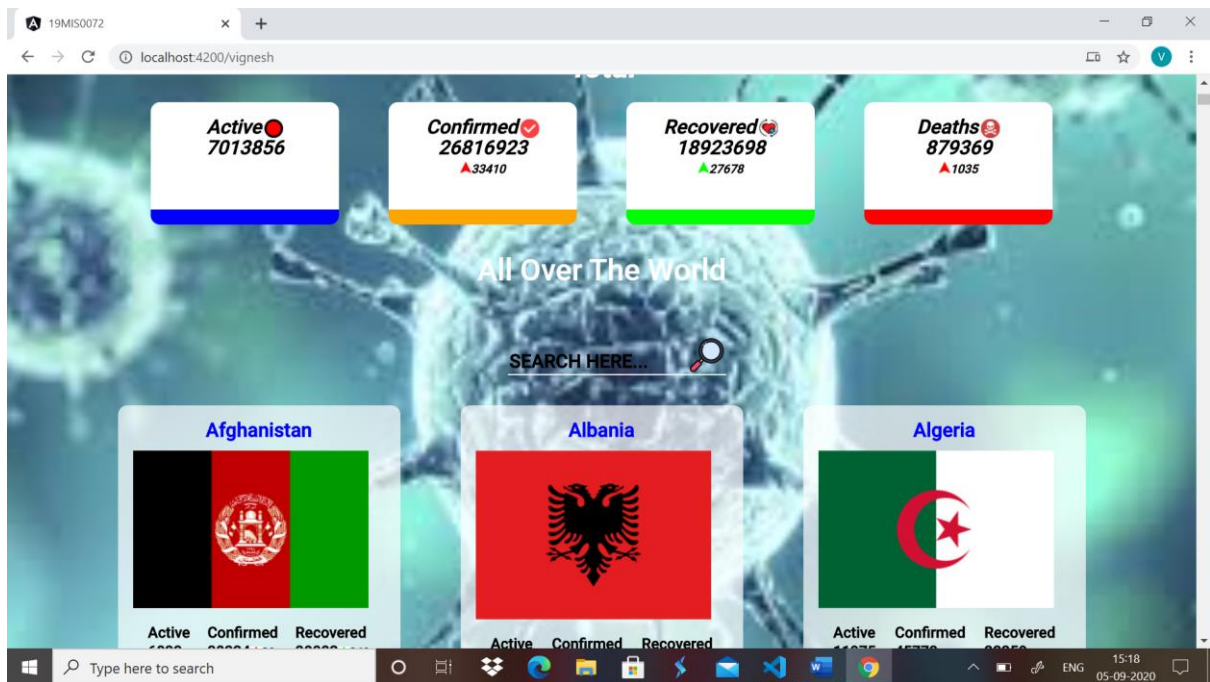 19MIS0072
localhost:4200/vignesh
V
Total
Active
7013856
Confirmed
26816923
33410
Recovered
18923698
27678
Deaths
879369
1035
All Over The World
SEARCH HERE...
Afghanistan
Albania
Algeria
Active Confirmed Recovered
Active Confirmed Recovered
Active Confirmed Recovered
Type here to search
ENG
15:18
05-09-2020